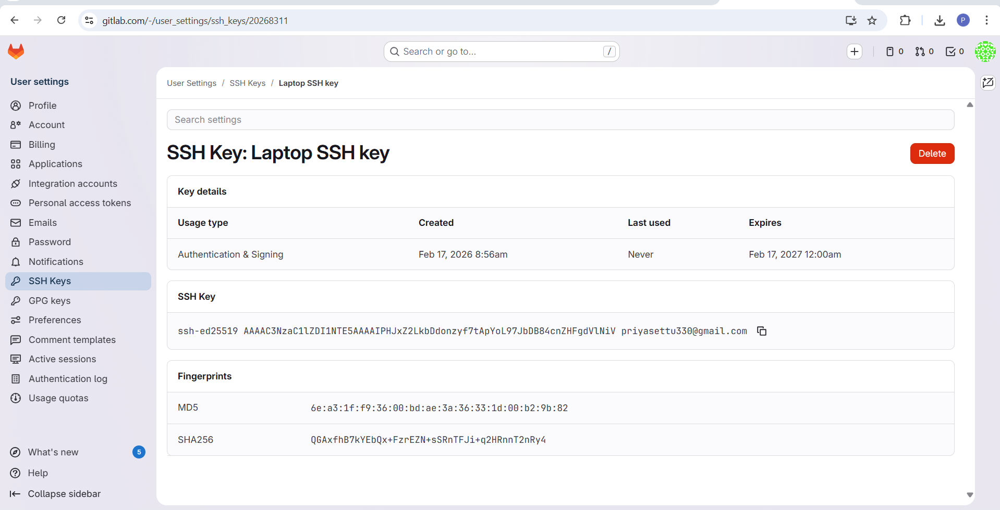 gitlab.com/-/user_settings/ssh_keys/20268311
P
Search or go to...
/
0
0
0
User settings
Profile
Account
Billing
Applications
Integration accounts
Personal access tokens
Emails
Password
Notifications
SSH Keys
GPG keys
Preferences
Comment templates
Active sessions
Authentication log
Usage quotas
What's new 5
Help
Collapse sidebar
User Settings / SSH Keys / Laptop SSH key
Search settings
SSH Key: Laptop SSH key
Delete
Key details
Usage type Created Last used Expires
Authentication & Signing Feb 17, 2026 8:56am Never Feb 17, 2027 12:00am
SSH Key
ssh-ed25519 AAAAC3NzaC1lZDI1NTE5AAAAIPHJxZ2LkbDdonzyf7tApYoL97JbDB84cnZHFgdVlNiV priyasettu330@gmail.com
Fingerprints
MD5 6e:a3:1f:f9:36:00:bd:ae:3a:36:33:1d:00:b2:9b:82
SHA256 QGAxfhB7kYEbQx+FzrEZN+sSRnTFJi+q2HRnnT2nRy4